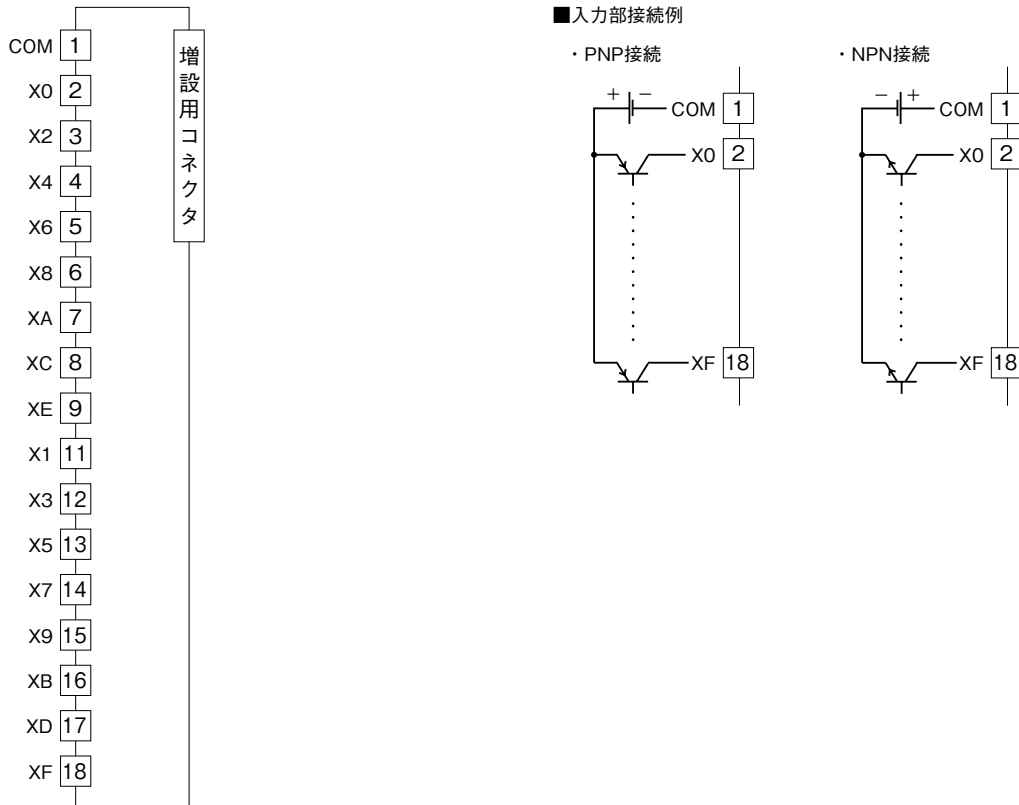 COM 1
X0 2
X2 3
X4 4
X6 5
X8 6
XA 7
XC 8
XE 9
X1 11
X3 12
X5 13
X7 14
X9 15
XB 16
XD 17
XF 18
増設用コネクタ
■入力部接続例
・PNP接続
+ − COM 1
X0 2
XF 18
・NPN接続
− + COM 1
X0 2
XF 18